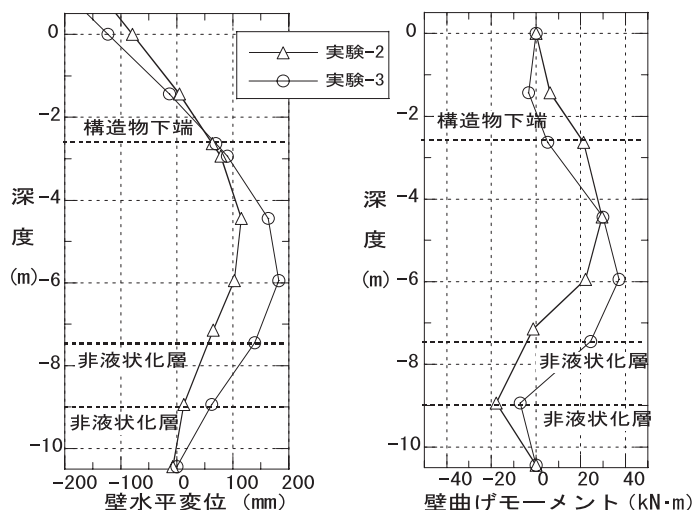 実験-2
実験-3
0
-2
-4
-6
-8
-10
深度
(m)
構造物下端
非液状化層
非液状化層
-200 -100 0 100 200
壁水平変位 (mm)
0
-2
-4
-6
-8
-10
深度
(m)
構造物下端
非液状化層
非液状化層
-40 -20 0 20 40
壁曲げモーメント(kN·m)